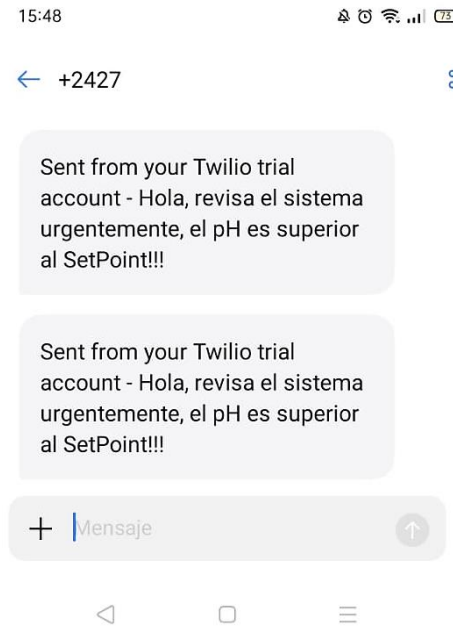 15:48
73
+2427
Sent from your Twilio trial
account - Hola, revisa el sistema
urgentemente, el pH es superior
al SetPoint!!!
Sent from your Twilio trial
account - Hola, revisa el sistema
urgentemente, el pH es superior
al SetPoint!!!
Mensaje